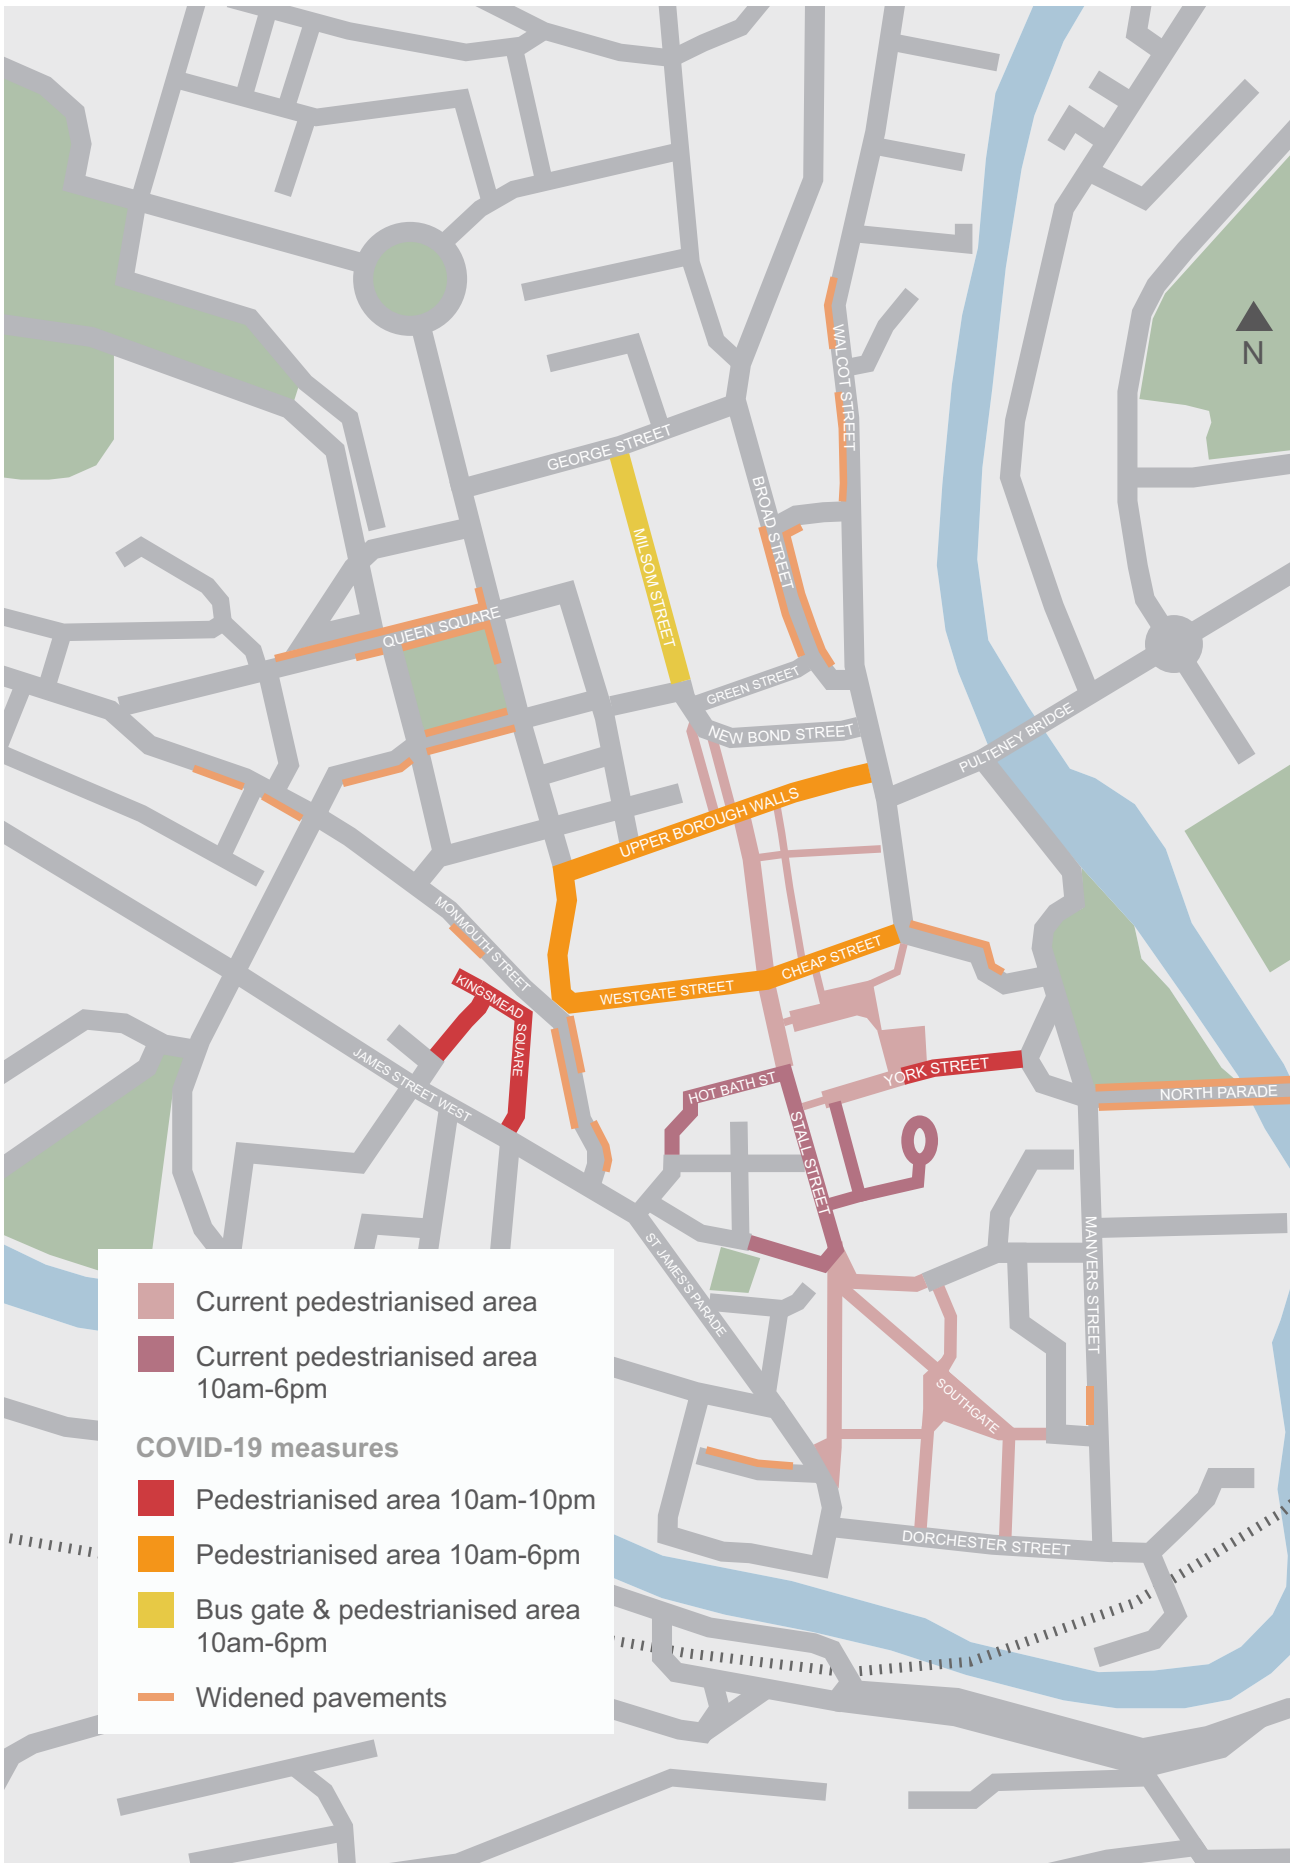 N
WALCOT STREET
GEORGE STREET
BROAD STREET
MILSOM STREET
QUEEN SQUARE
GREEN STREET
NEW BOND STREET
PULTENEY BRIDGE
UPPER BOROUGH WALLS
MONMOUTH STREET
CHEAP STREET
WESTGATE STREET
KINGSMEAD
SQUARE
JAMES STREET WEST
YORK STREET
HOT BATH ST
NORTH PARADE
STALL STREET
MANVERS STREET
ST JAMES'S PARADE
SOUTHGATE
DORCHESTER STREET
Current pedestrianised area
Current pedestrianised area
10am-6pm
COVID-19 measures
Pedestrianised area 10am-10pm
Pedestrianised area 10am-6pm
Bus gate & pedestrianised area
10am-6pm
Widened pavements